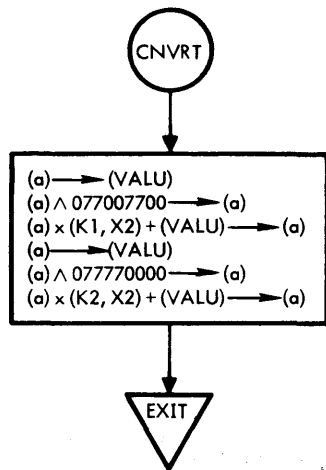 CNVRT
(a) ⟶ (VALU)
(a) ∧ 077007700 ⟶ (a)
(a) × (K1, X2) + (VALU) ⟶ (a)
(a) ⟶ (VALU)
(a) ∧ 077770000 ⟶ (a)
(a) × (K2, X2) + (VALU) ⟶ (a)
EXIT